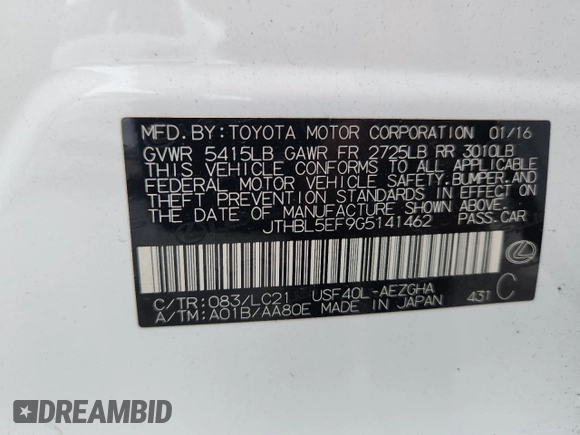 MFD.BY:TOYOTA MOTOR CORPORATION 01/16
GVWR 5415LB GAWR FR 2725LB RR 3010LB
THIS VEHICLE CONFORMS TO ALL APPLICABLE
FEDERAL MOTOR VEHICLE SAFETY,BUMPER,AND
THEFT PREVENTION STANDARDS IN EFFECT ON
THE DATE OF MANUFACTURE SHOWN ABOVE.
JTHBL5EF9G5141462 PASS.CAR
C/TR:083/LC21 USF40L-AEZGHA 431 C
A/TM:A01B/AA80E MADE IN JAPAN
DREAMBID